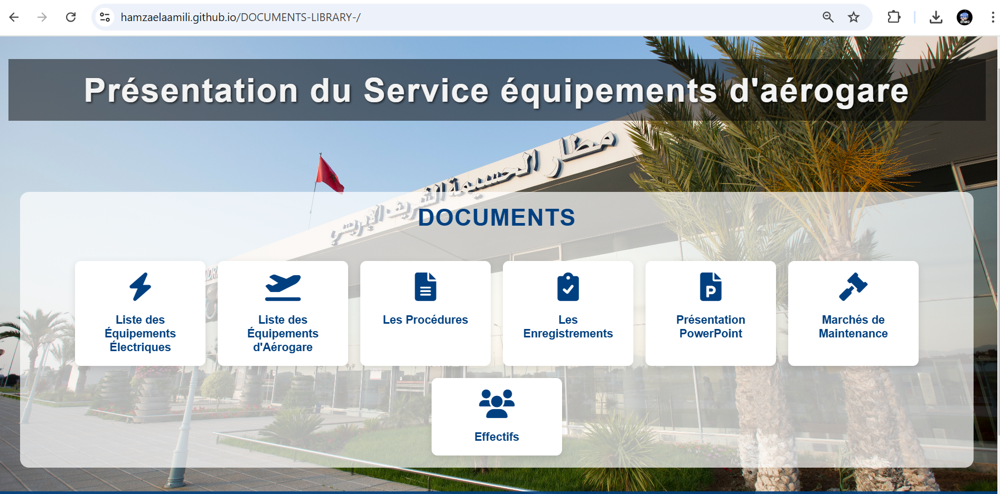 hamzaelaamili.github.io/DOCUMENTS-LIBRARY-/
Présentation du Service équipements d'aérogare
مطار الحسيمة الشريف الإدريسي
DOCUMENTS
Liste des
Équipements
Électriques
Liste des
Équipements
d'Aérogare
Les Procédures
Les
Enregistrements
Présentation
PowerPoint
Marchés de
Maintenance
Effectifs